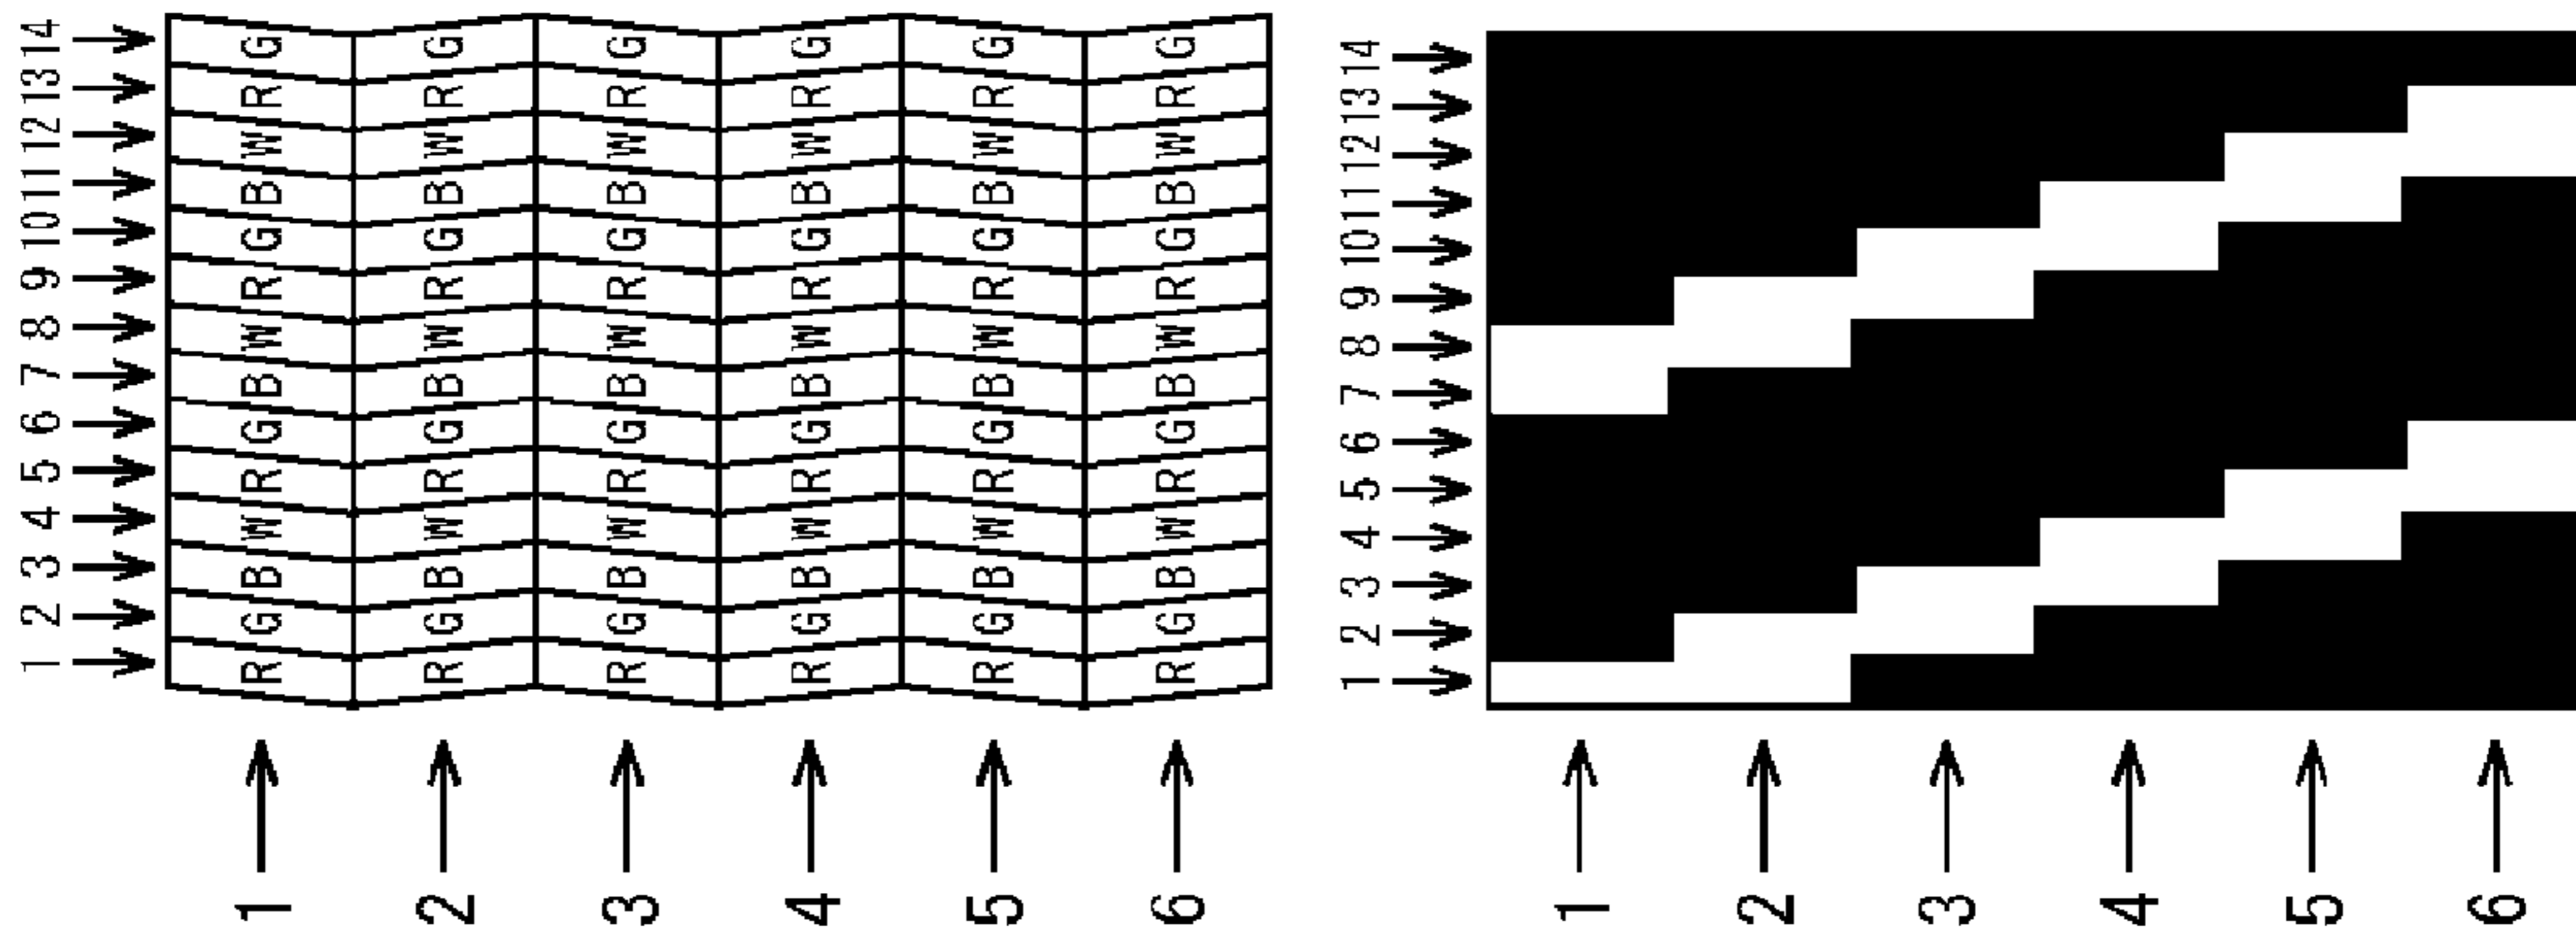 1 2 3 4 5 6 7 8 9 10 11 12 13 14
1 R G B W R G B W R G B W R G
2 R G B W R G B W R G B W R G
3 R G B W R G B W R G B W R G
4 R G B W R G B W R G B W R G
5 R G B W R G B W R G B W R G
6 R G B W R G B W R G B W R G
1 2 3 4 5 6 7 8 9 10 11 12 13 14
1
2
3
4
5
6